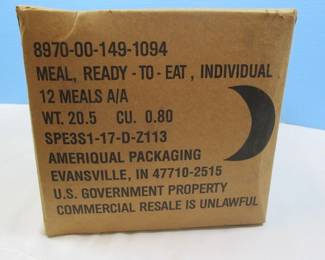 8970-00-149-1094
MEAL, READY - TO - EAT , INDIVIDUAL
12 MEALS A/A
WT. 20.5 CU. 0.80
SPE3S1-17-D-Z113
AMERIQUAL PACKAGING
EVANSVILLE, IN 47710-2515
U.S. GOVERNMENT PROPERTY
COMMERCIAL RESALE IS UNLAWFUL